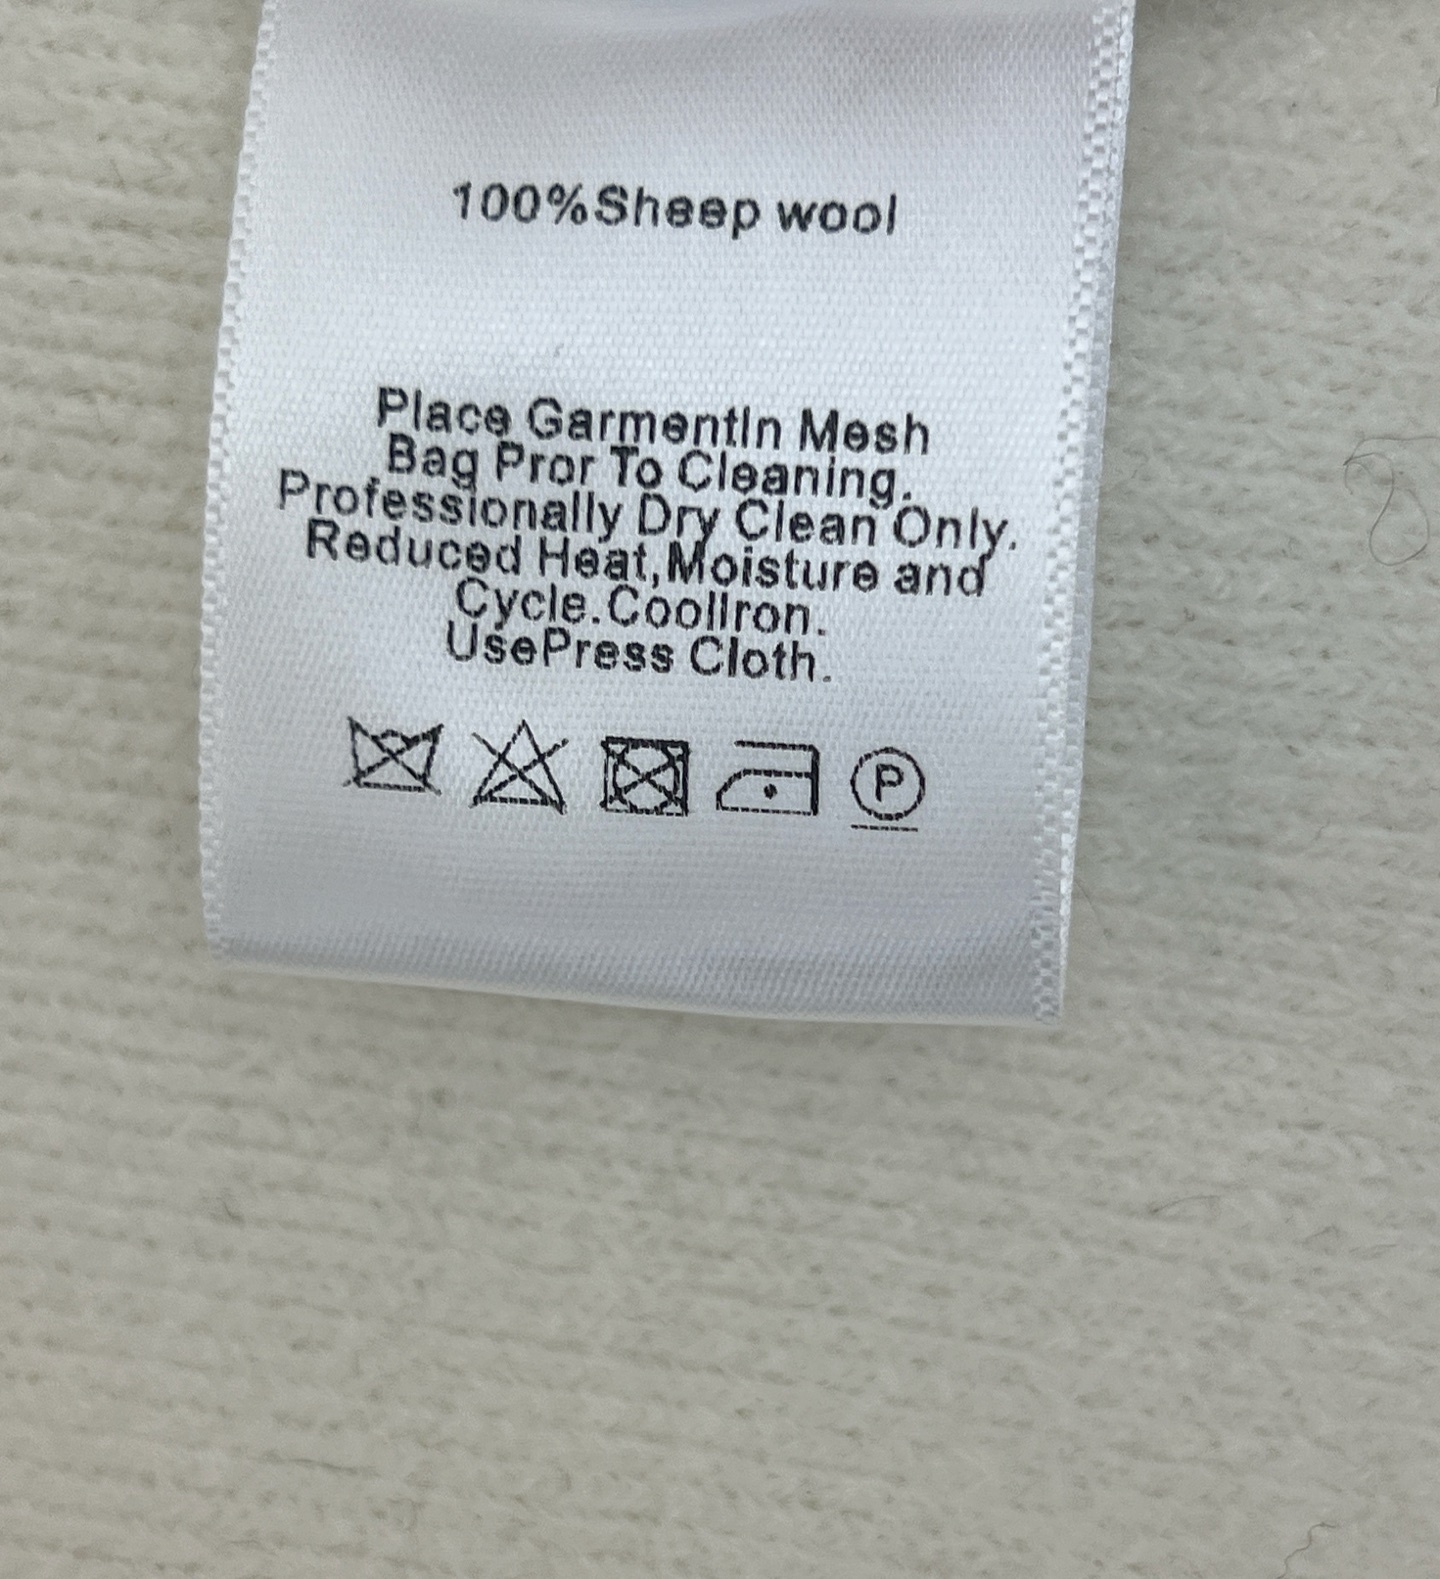 100%Sheep wool
Place GarmentIn Mesh
Bag Pror To Cleaning.
Professionally Dry Clean Only.
Reduced Heat,Moisture and
Cycle.CoolIron.
UsePress Cloth.
P